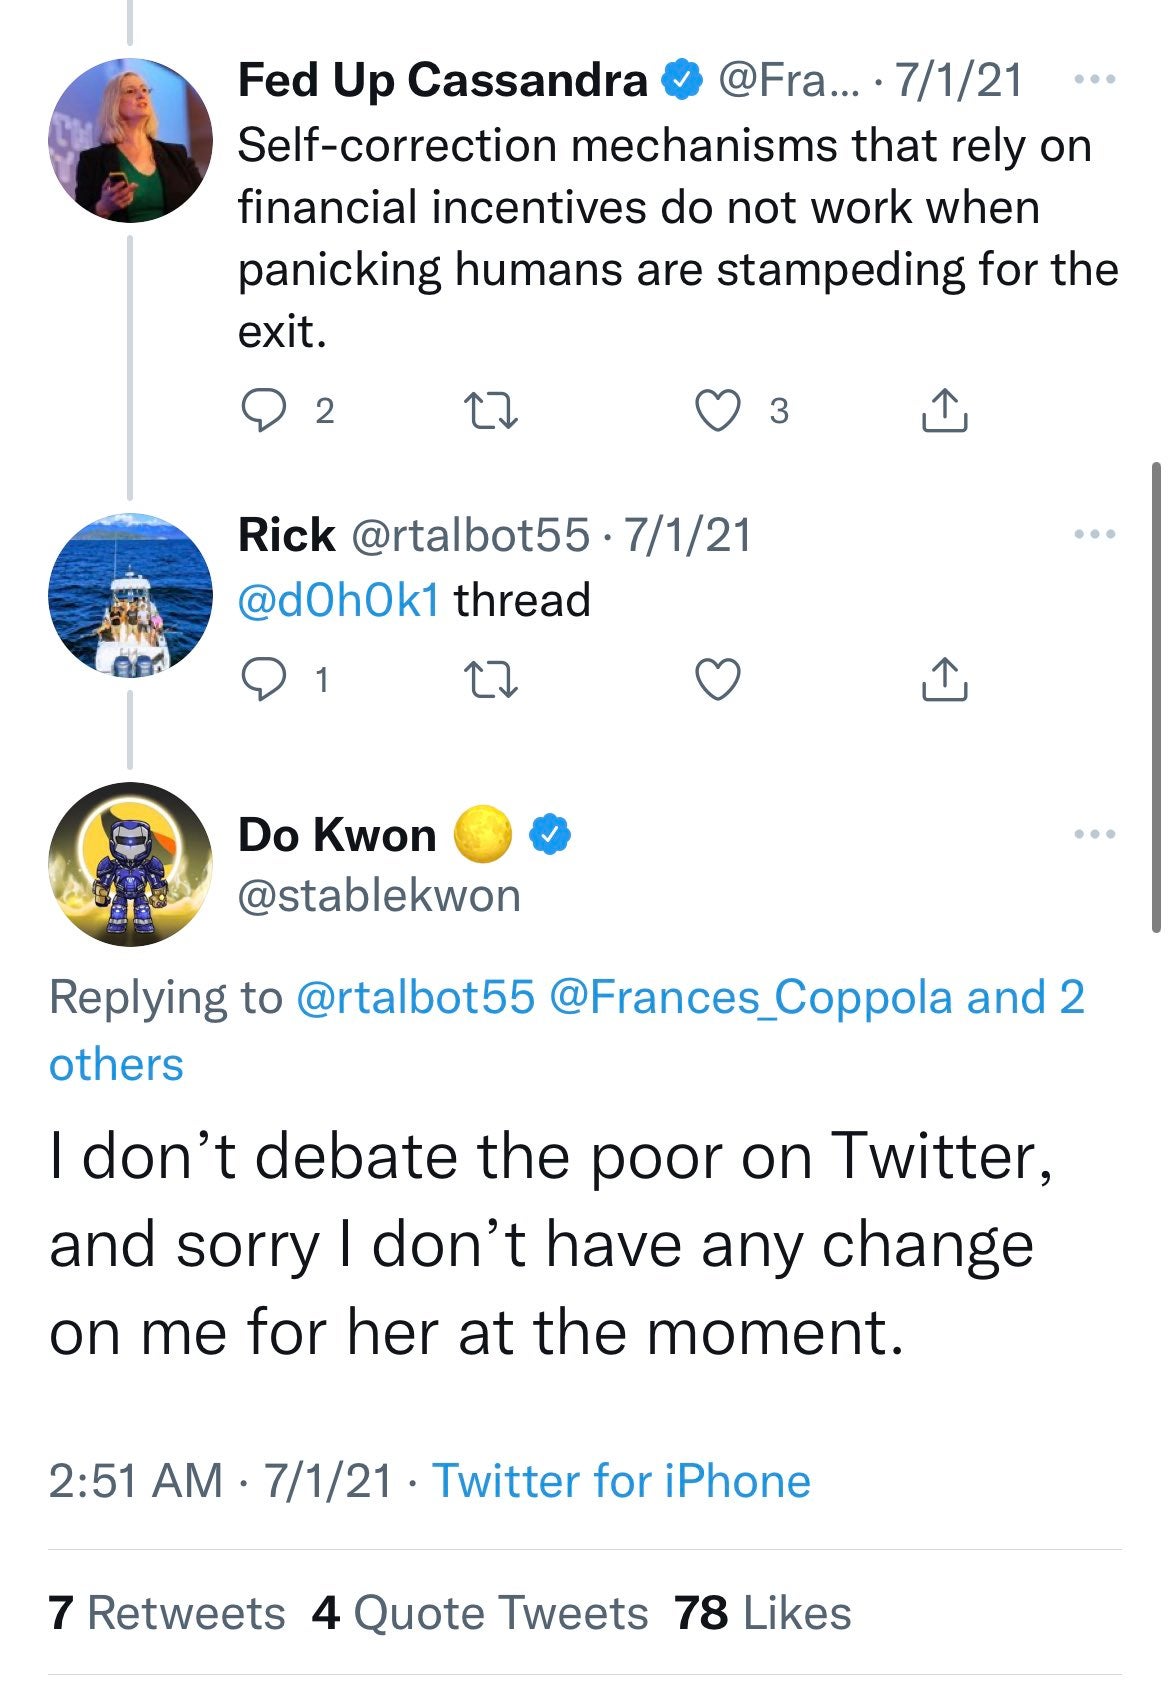 Fed Up Cassandra @Fra... · 7/1/21
Self-correction mechanisms that rely on
financial incentives do not work when
panicking humans are stampeding for the
exit.
2 3
Rick @rtalbot55 · 7/1/21
@d0h0k1 thread
1
Do Kwon 🌕
@stablekwon
Replying to @rtalbot55 @Frances_Coppola and 2
others
I don’t debate the poor on Twitter,
and sorry I don’t have any change
on me for her at the moment.
2:51 AM · 7/1/21 · Twitter for iPhone
7 Retweets 4 Quote Tweets 78 Likes